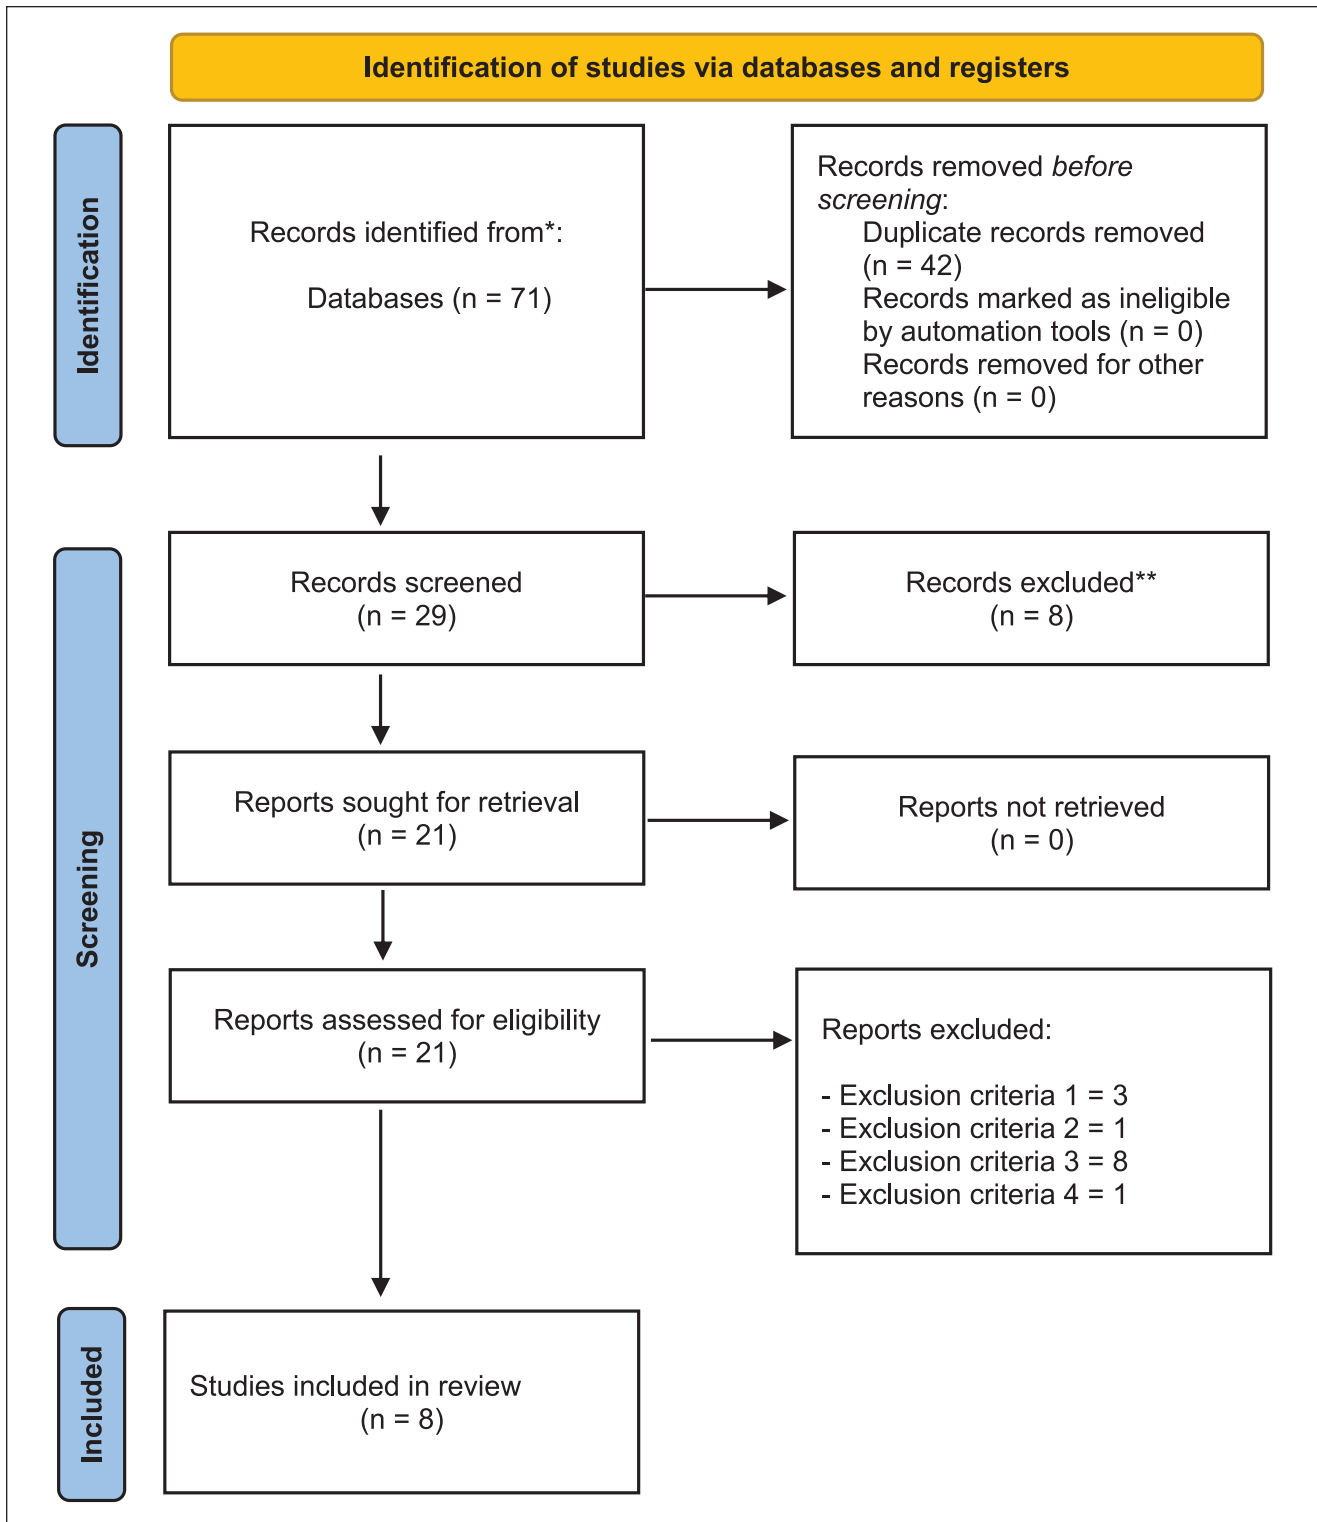 Identification of studies via databases and registers
Identification
Records identified from*:
Databases (n = 71)
Records removed before
screening:
Duplicate records removed
(n = 42)
Records marked as ineligible
by automation tools (n = 0)
Records removed for other
reasons (n = 0)
Screening
Records screened
(n = 29)
Records excluded**
(n = 8)
Reports sought for retrieval
(n = 21)
Reports not retrieved
(n = 0)
Reports assessed for eligibility
(n = 21)
Reports excluded:
- Exclusion criteria 1 = 3
- Exclusion criteria 2 = 1
- Exclusion criteria 3 = 8
- Exclusion criteria 4 = 1
Included
Studies included in review
(n = 8)